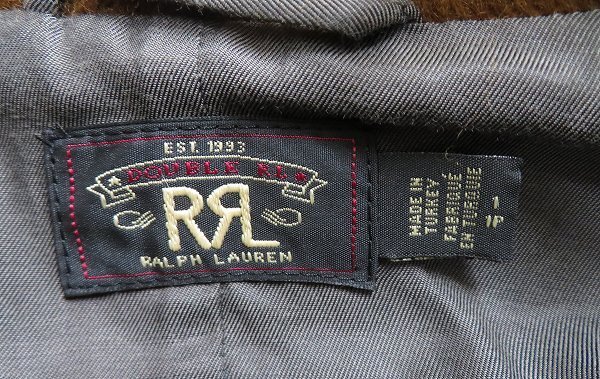 EST. 1993
DOUBLE RL
RRL
RALPH LAUREN
MADE IN
TURKEY
FABRIQUÉ
EN TURQUIE
1
1P